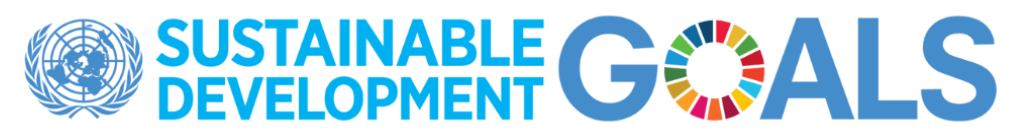 SUSTAINABLE
DEVELOPMENT
GOALS